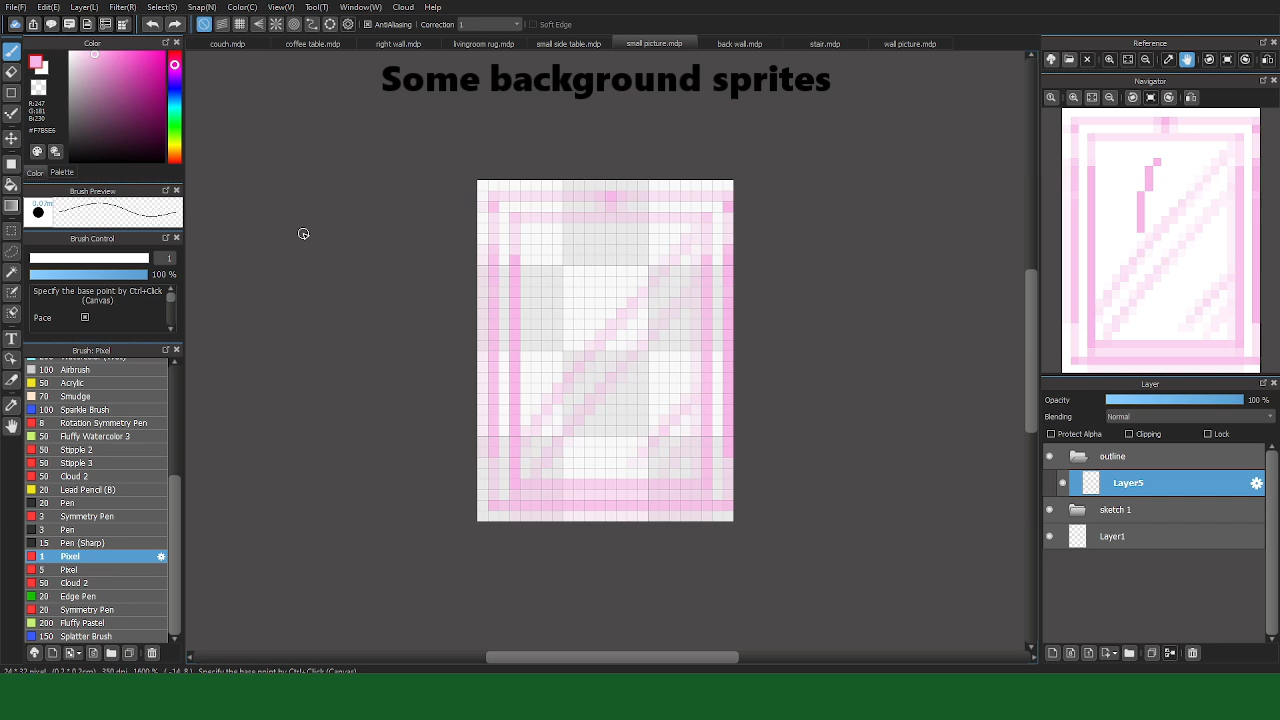 File(F) Edit(E) Layer(L) Filter(R) Select(S) Snap(N) Color(C) View(V) Tool(T) Window(W) Cloud Help
AntiAliasing Correction 1 Soft Edge
Color
couch.mdp coffee table.mdp right wall.mdp livingroom rug.mdp small side table.mdp small picture.mdp back wall.mdp stair.mdp wall picture.mdp
Reference
Some background sprites
Navigator
R:247
G:181
B:230
#F7B5E6
Color Palette
Brush Preview
Brush Control
1
100 %
Specify the base point by Ctrl+Click
(Canvas)
Pace
Brush: Pixel
100 Airbrush
50 Acrylic
70 Smudge
100 Sparkle Brush
8 Rotation Symmetry Pen
50 Fluffy Watercolor 3
50 Stipple 2
50 Stipple 3
50 Cloud 2
20 Lead Pencil (B)
20 Pen
3 Symmetry Pen
3 Pen
15 Pen (Sharp)
1 Pixel
5 Pixel
50 Cloud 2
20 Edge Pen
20 Symmetry Pen
200 Fluffy Pastel
150 Splatter Brush
Layer
Opacity 100 %
Blending Normal
Protect Alpha Clipping Lock
outline
Layer5
sketch 1
Layer1